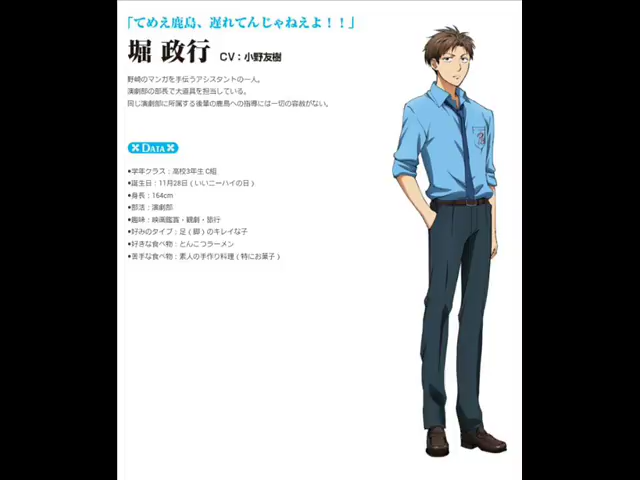 「てめえ鹿島、遅れてんじゃねえよ！！」
堀 政行 CV：小野友樹
野崎のマンガを手伝うアシスタントの一人。
演劇部の部長で大道具を担当している。
同じ演劇部に所属する後輩の鹿島への指導には一切の容赦がない。
DATA
•学年クラス：高校3年生 C組
•誕生日：11月28日（いいニーハイの日）
•身長：164cm
•部活：演劇部
•趣味：映画鑑賞・観劇・旅行
•好みのタイプ：足（脚）のキレイな子
•好きな食べ物：とんこつラーメン
•苦手な食べ物：素人の手作り料理（特にお菓子）